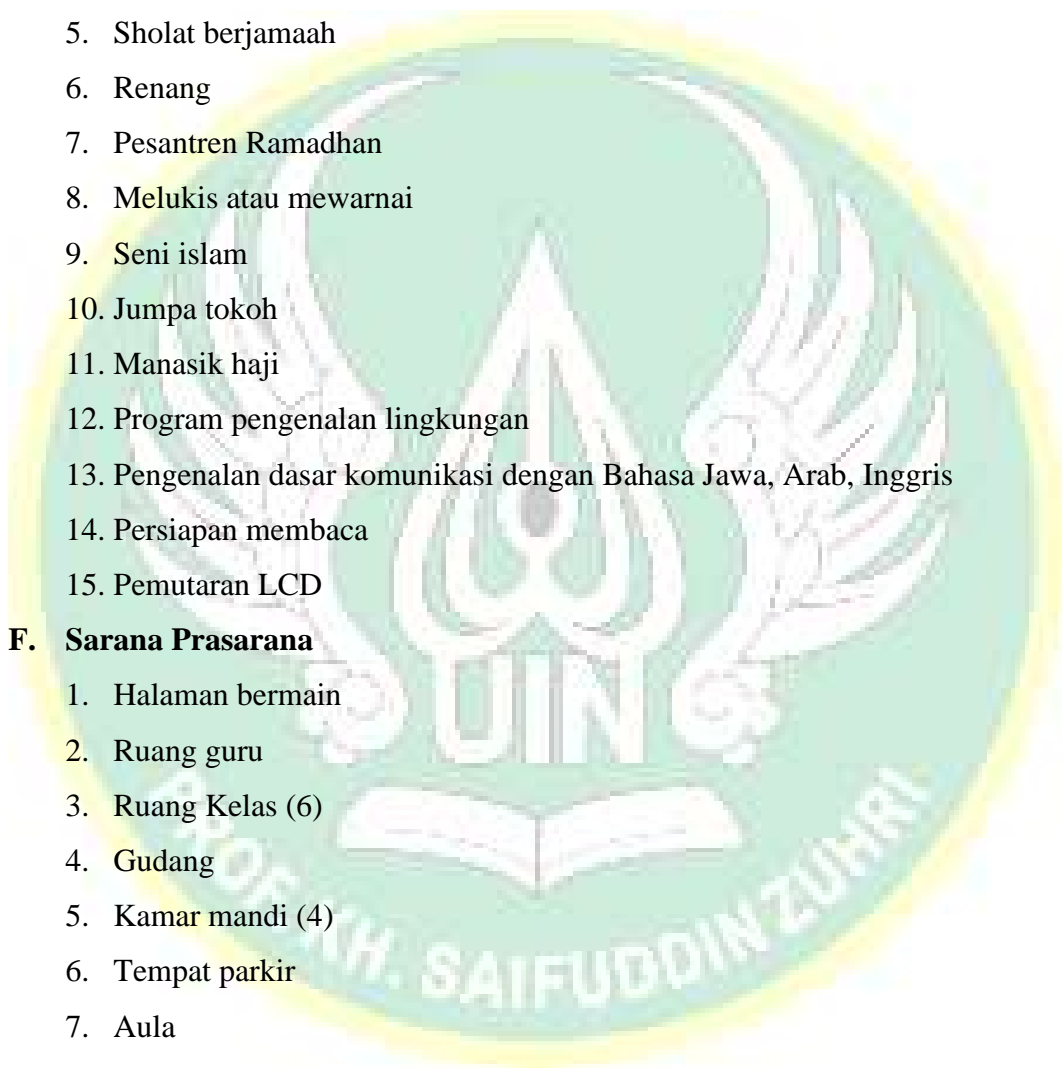 5. Sholat berjamaah
6. Renang
7. Pesantren Ramadhan
8. Melukis atau mewarnai
9. Seni islam
10. Jumpa tokoh
11. Manasik haji
12. Program pengenalan lingkungan
13. Pengenalan dasar komunikasi dengan Bahasa Jawa, Arab, Inggris
14. Persiapan membaca
15. Pemutaran LCD
F. Sarana Prasarana
1. Halaman bermain
2. Ruang guru
3. Ruang Kelas (6)
4. Gudang
5. Kamar mandi (4)
6. Tempat parkir
7. Aula
UIN
PROF. KH. SAIFUDDIN ZUHRI